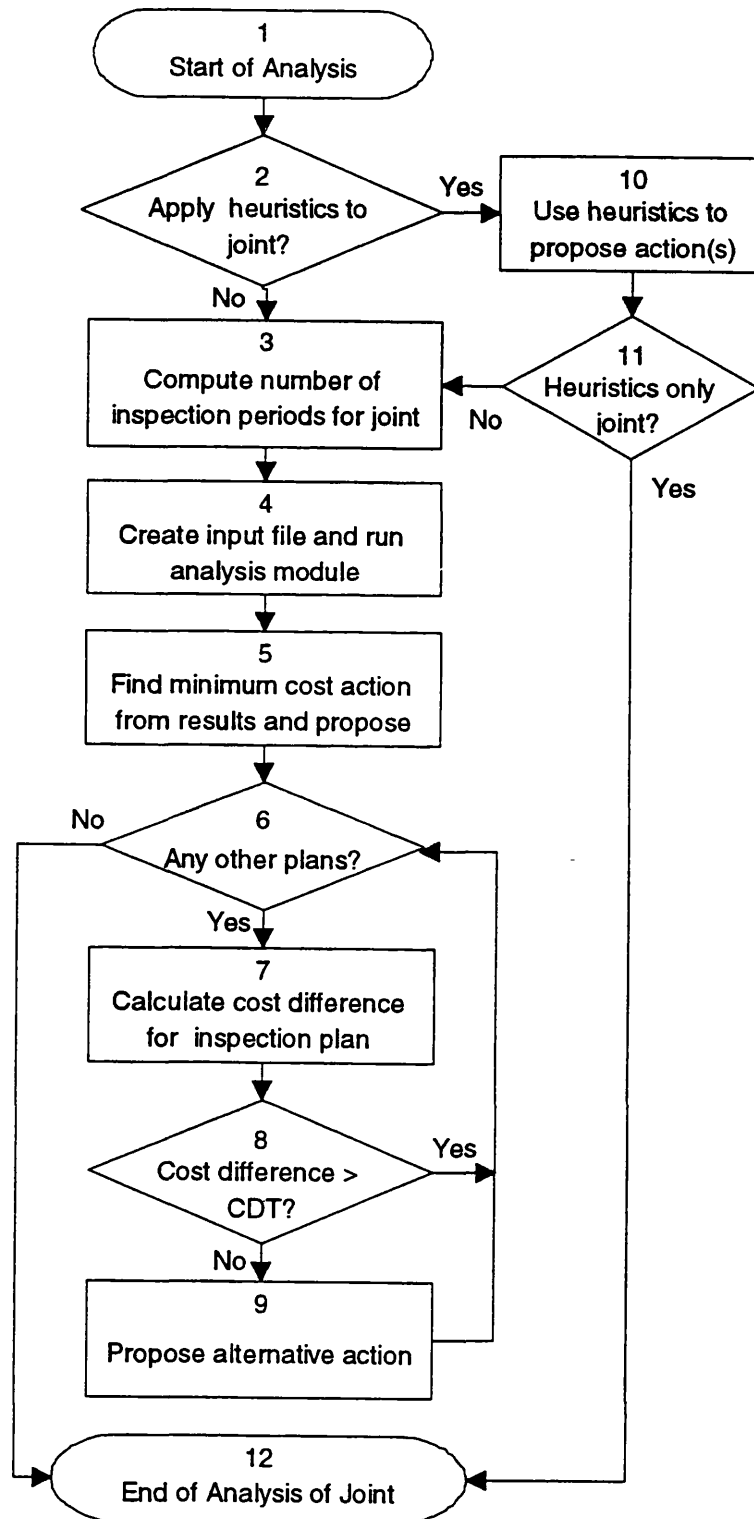 1
Start of Analysis
2
Apply heuristics to
joint?
Yes
10
Use heuristics to
propose action(s)
No
3
Compute number of
inspection periods for joint
11
Heuristics only
joint?
No
Yes
4
Create input file and run
analysis module
5
Find minimum cost action
from results and propose
No
6
Any other plans?
Yes
7
Calculate cost difference
for inspection plan
8
Cost difference >
CDT?
Yes
No
9
Propose alternative action
12
End of Analysis of Joint